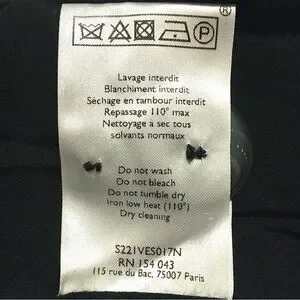 ®
P
Lavage interdit
Blanchiment interdit
Séchage en tambour interdit
Repassage 110° max
Nettoyage a sec tous
solvants normaux
Do not wash
Do not bleach
Do not tumble dry
Iron low heat (110°)
Dry cleaning
S221VES017N
RN 154 043
115 rue du Bac, 75007 Paris